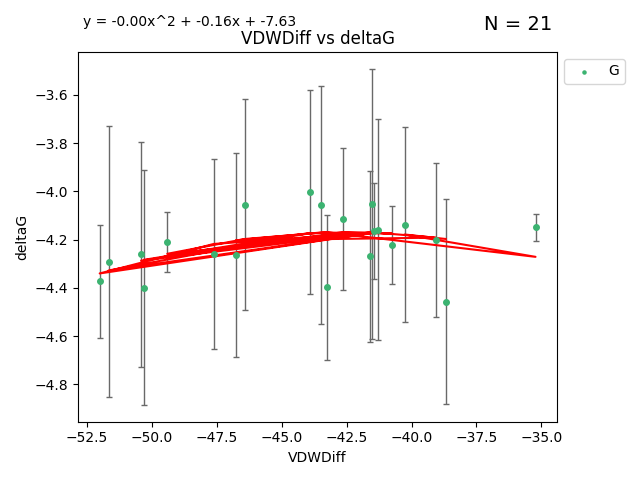 y = -0.00x^2 + -0.16x + -7.63
N = 21
VDWDiff vs deltaG
G
−3.6
−3.8
−4.0
−4.2
−4.4
−4.6
−4.8
deltaG
−52.5 −50.0 −47.5 −45.0 −42.5 −40.0 −37.5 −35.0
VDWDiff